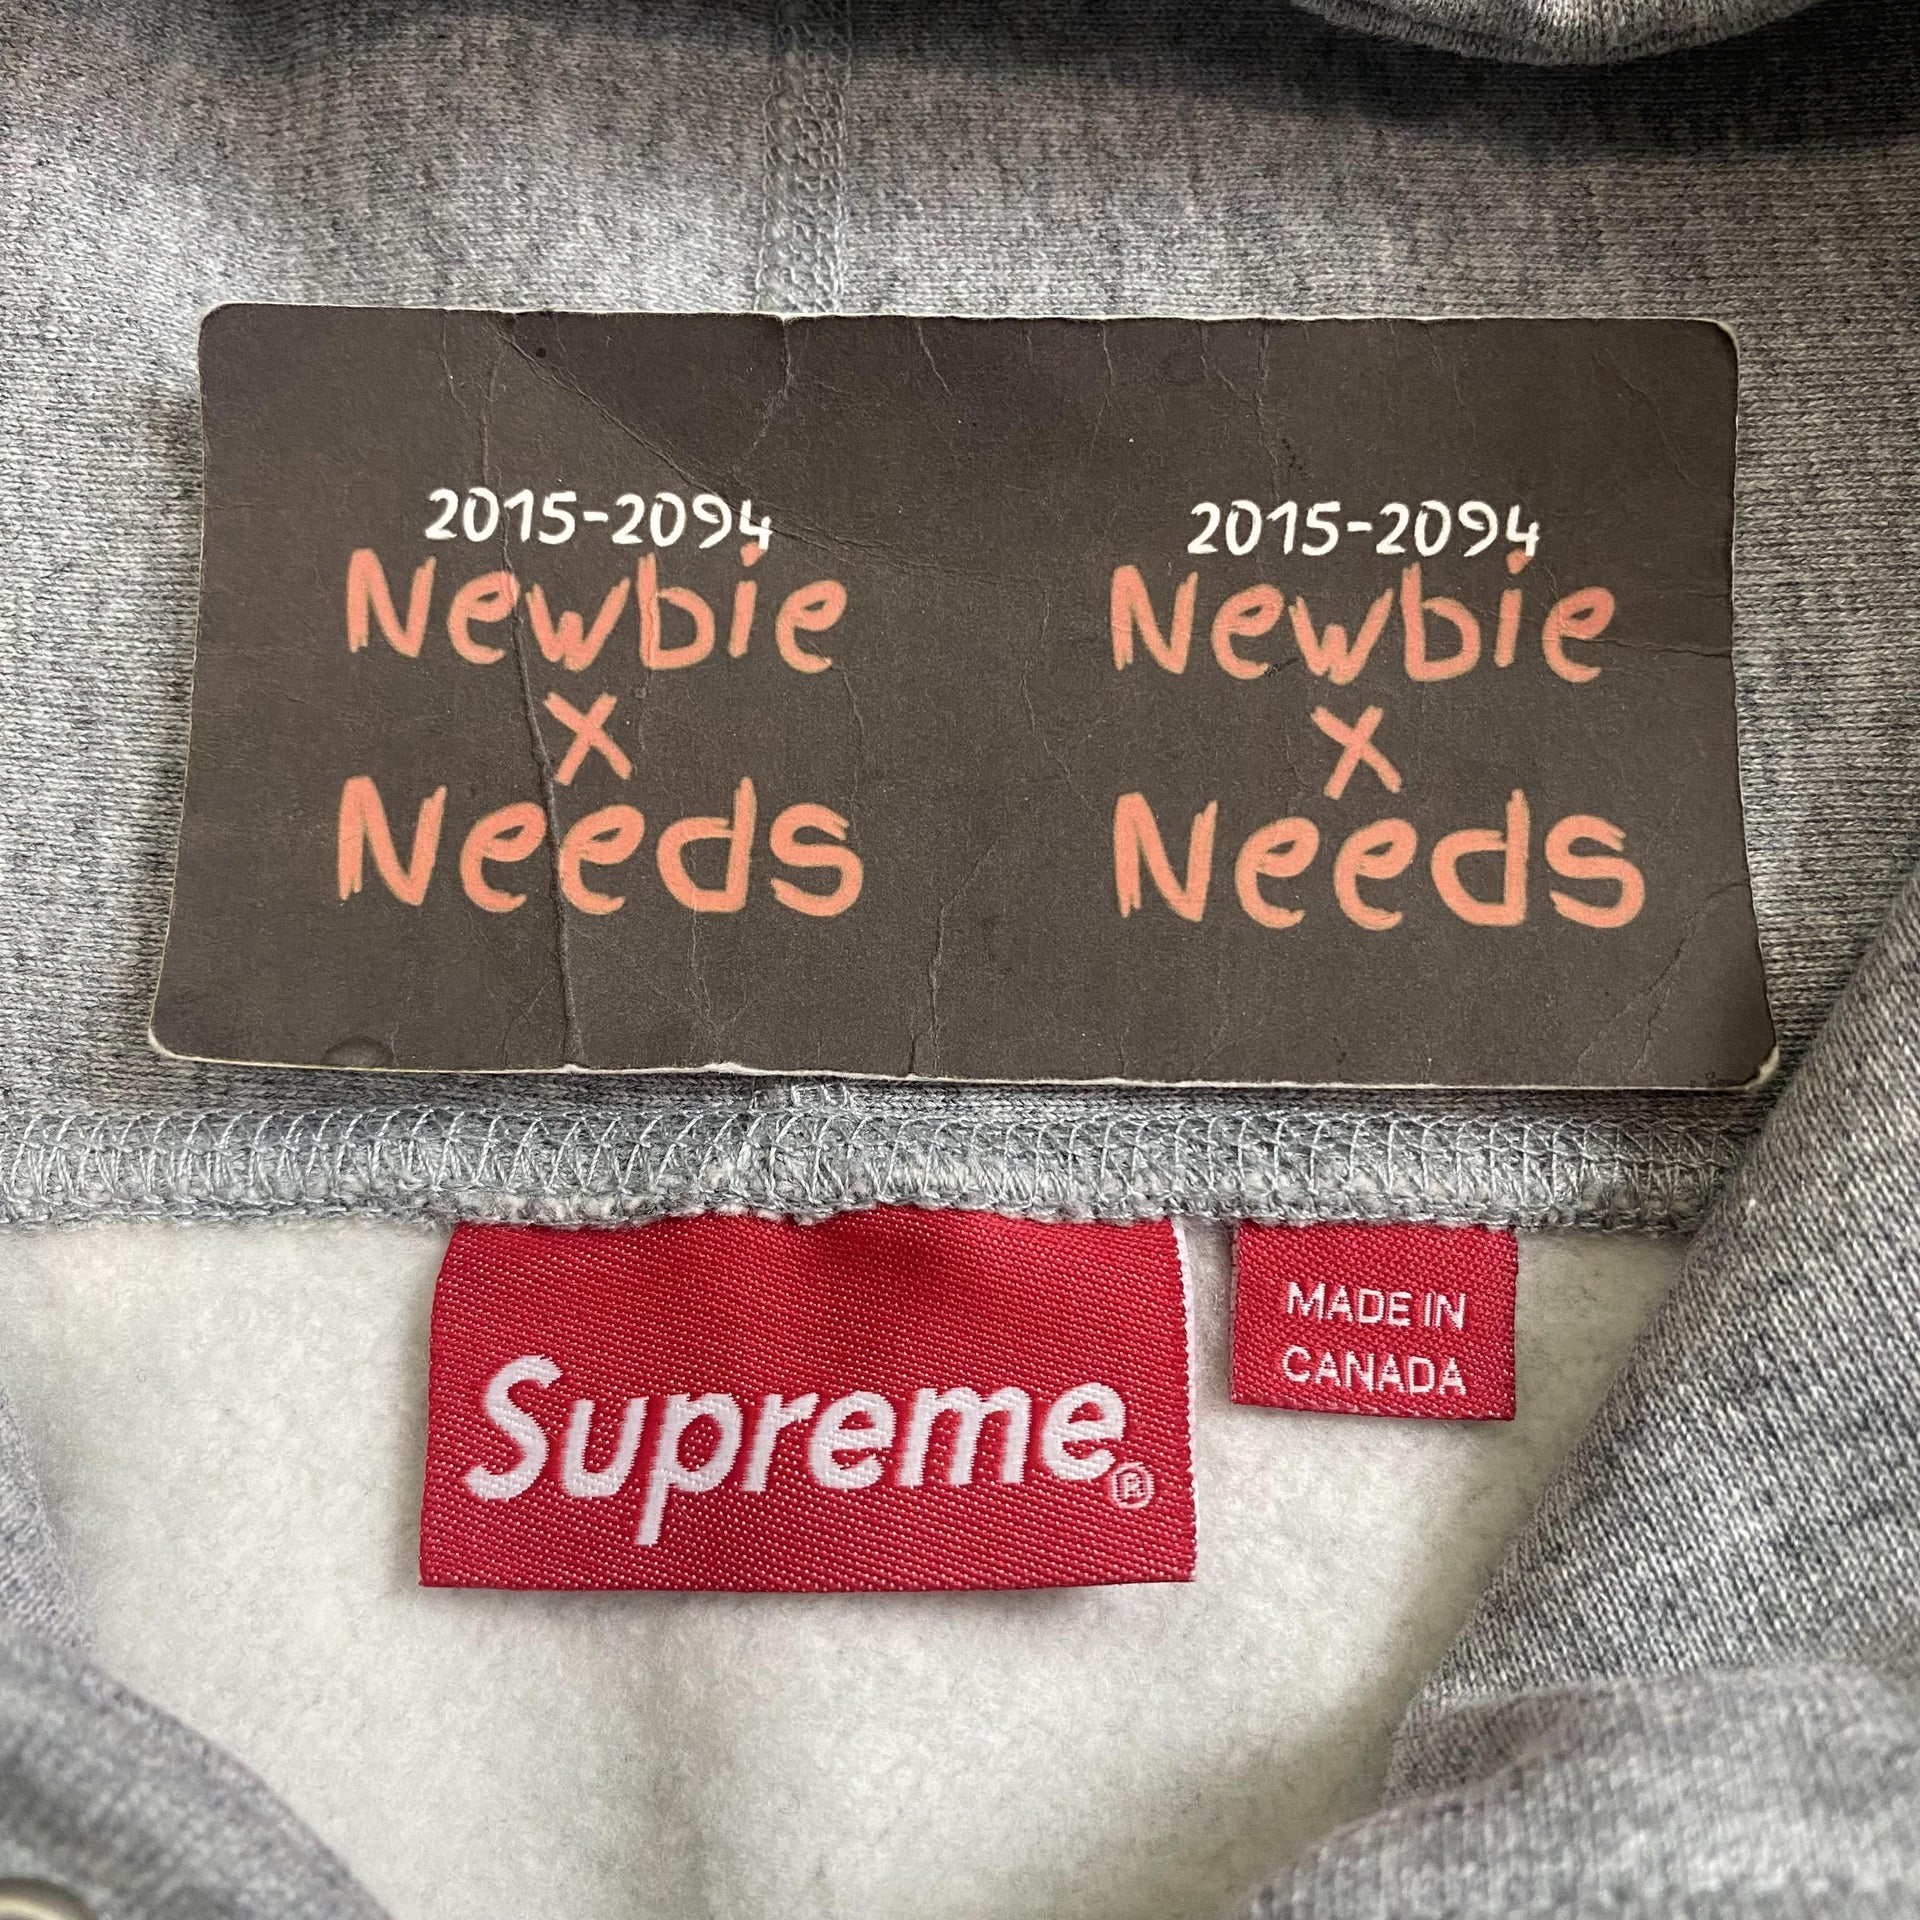 2015-2094
Newbie
x
Needs
2015-2094
Newbie
x
Needs
Supreme®
MADE IN
CANADA